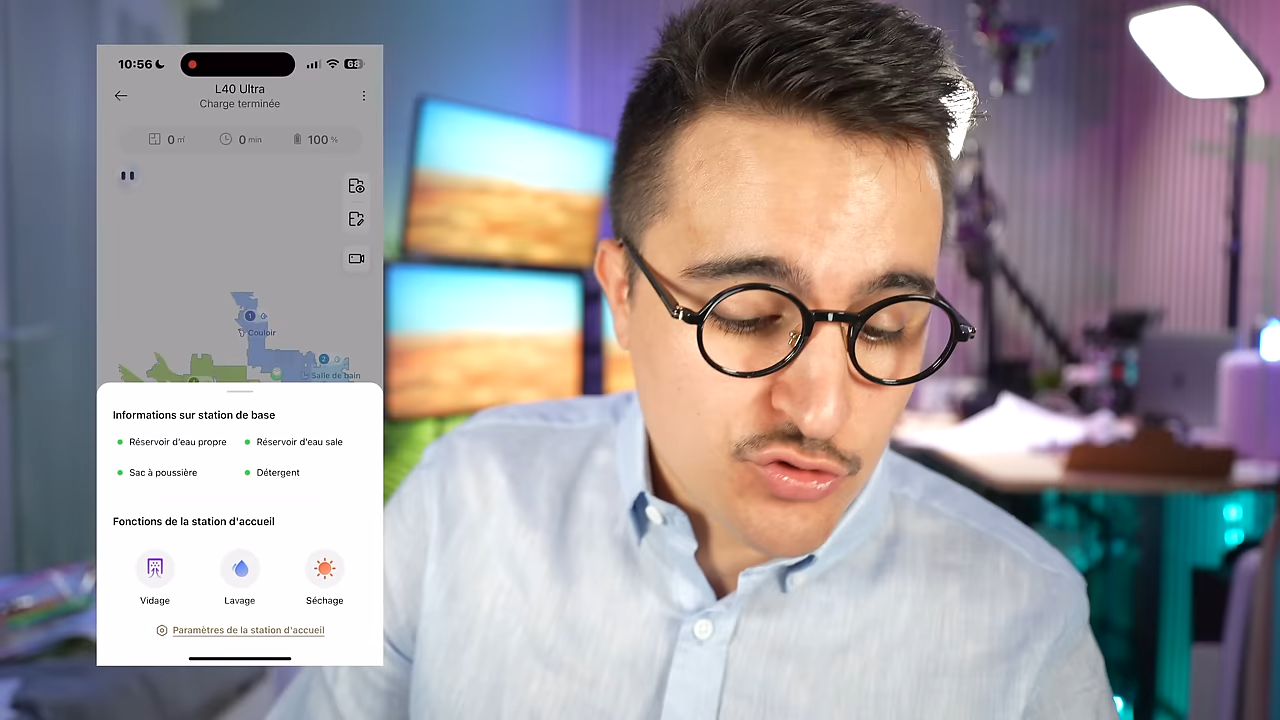 10:56
68
L40 Ultra
Charge terminée
0 m²
0 min
100 %
1
Couloir
2
Salle de bain
Informations sur station de base
Réservoir d'eau propre
Réservoir d'eau sale
Sac à poussière
Détergent
Fonctions de la station d'accueil
Vidage
Lavage
Séchage
Paramètres de la station d'accueil